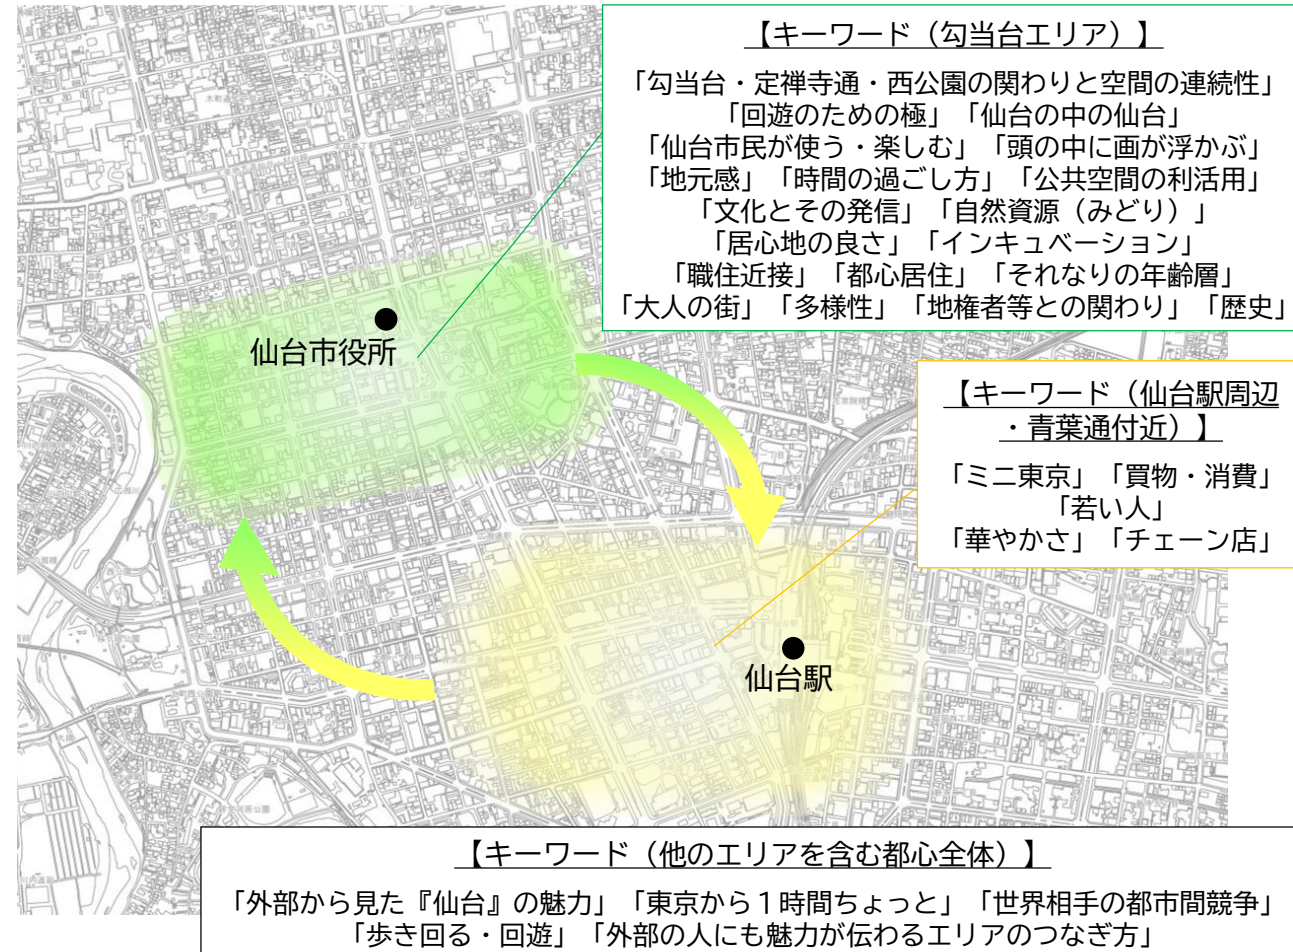 【キーワード（勾当台エリア）】
「勾当台・定禅寺通・西公園の関わりと空間の連続性」
「回遊のための極」「仙台の中の仙台」
「仙台市民が使う・楽しむ」「頭の中に画が浮かぶ」
「地元感」「時間の過ごし方」「公共空間の利活用」
「文化とその発信」「自然資源（みどり）」
「居心地の良さ」「インキュベーション」
「職住近接」「都心居住」「それなりの年齢層」
「大人の街」「多様性」「地権者等との関わり」「歴史」
仙台市役所
【キーワード（仙台駅周辺
・青葉通付近）】
「ミニ東京」「買物・消費」
「若い人」
「華やかさ」「チェーン店」
仙台駅
【キーワード（他のエリアを含む都心全体）】
「外部から見た『仙台』の魅力」「東京から１時間ちょっと」「世界相手の都市間競争」
「歩き回る・回遊」「外部の人にも魅力が伝わるエリアのつなぎ方」